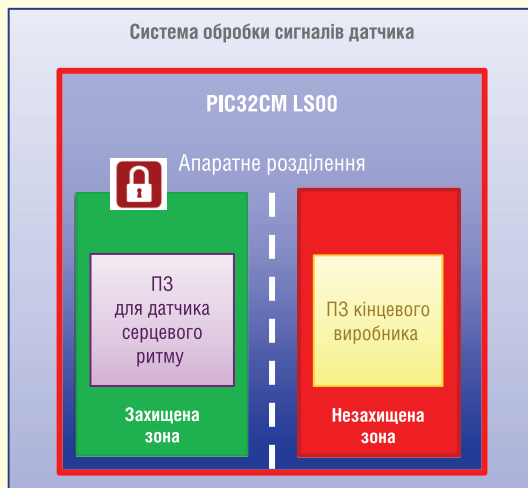 Система обробки сигналів датчика
PIC32CM LS00
Апаратне розділення
ПЗ
для датчика
серцевого
ритму
Захищена
зона
ПЗ кінцевого
виробника
Незахищена
зона